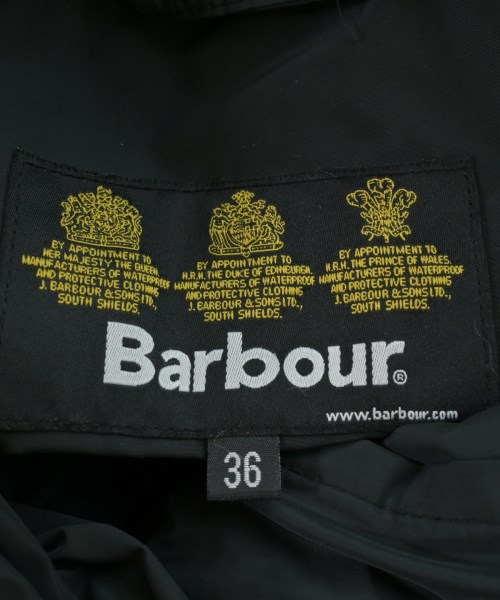 BY APPOINTMENT TO
HER MAJESTY THE QUEEN
MANUFACTURERS OF WATERPROOF
AND PROTECTIVE CLOTHING
J. BARBOUR & SONS LTD.,
SOUTH SHIELDS.
BY APPOINTMENT TO
H.R.H. THE DUKE OF EDINBURGH
MANUFACTURERS OF WATERPROOF
AND PROTECTIVE CLOTHING
J. BARBOUR & SONS LTD.,
SOUTH SHIELDS.
BY APPOINTMENT TO
H.R.H. THE PRINCE OF WALES
MANUFACTURERS OF WATERPROOF
AND PROTECTIVE CLOTHING
J. BARBOUR & SONS LTD.,
SOUTH SHIELDS.
Barbour®
www.barbour.com
36